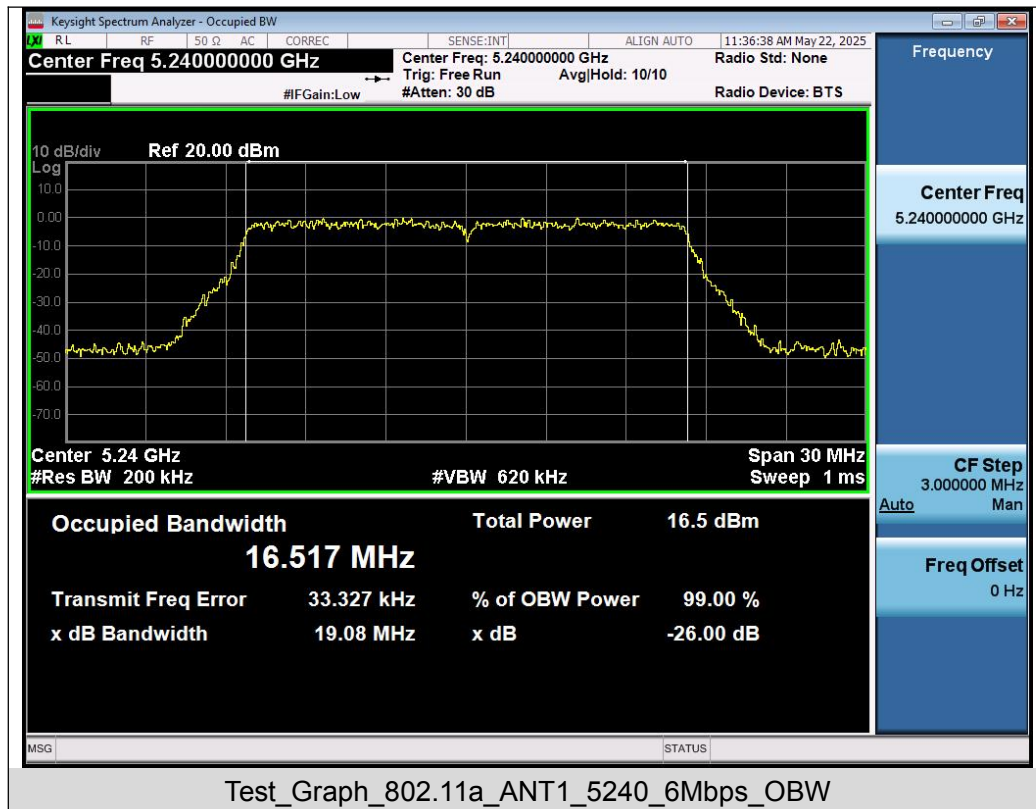 Keysight Spectrum Analyzer - Occupied BW
LXI RL RF 50 Ω AC CORREC SENSE:INT ALIGN AUTO 11:36:38 AM May 22, 2025
Center Freq 5.240000000 GHz
Center Freq: 5.240000000 GHz
Radio Std: None
Trig: Free Run Avg|Hold: 10/10
#IFGain:Low
#Atten: 30 dB
Radio Device: BTS
Frequency
10 dB/div Ref 20.00 dBm
Log
10.0
0.00
-10.0
-20.0
-30.0
-40.0
-50.0
-60.0
-70.0
Center 5.24 GHz Span 30 MHz
#Res BW 200 kHz #VBW 620 kHz Sweep 1 ms
Center Freq
5.240000000 GHz
CF Step
3.000000 MHz
Auto Man
Freq Offset
0 Hz
Occupied Bandwidth Total Power 16.5 dBm
16.517 MHz
Transmit Freq Error 33.327 kHz % of OBW Power 99.00 %
x dB Bandwidth 19.08 MHz x dB -26.00 dB
MSG STATUS
Test_Graph_802.11a_ANT1_5240_6Mbps_OBW